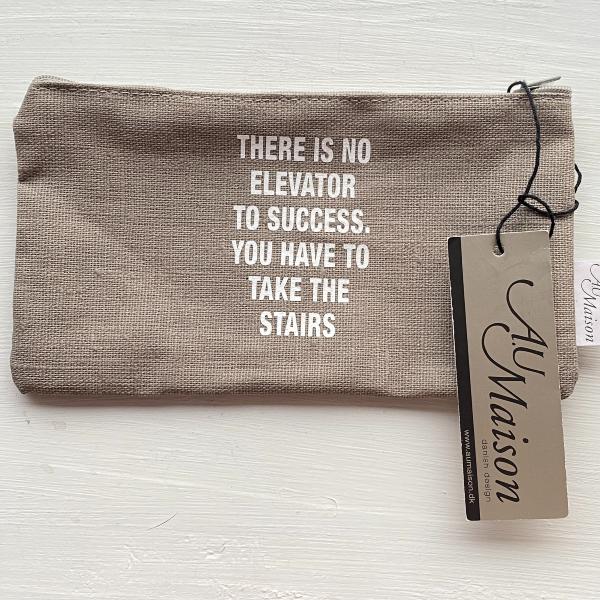 THERE IS NO
ELEVATOR
TO SUCCESS.
YOU HAVE TO
TAKE THE
STAIRS
AU Maison
danish design
www.aumaison.dk
AU
Maison